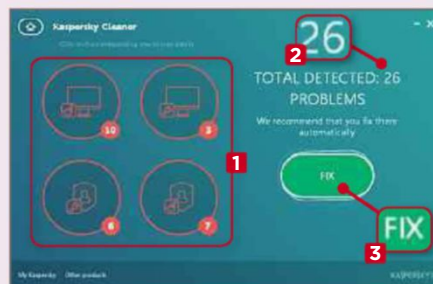 Kaspersky Cleaner
26
2
TOTAL DETECTED: 26
PROBLEMS
We recommend that you fix them
automatically
10
3
1
FIX
6
7
FIX
3
My Kaspersky Other products
KASPERSKY